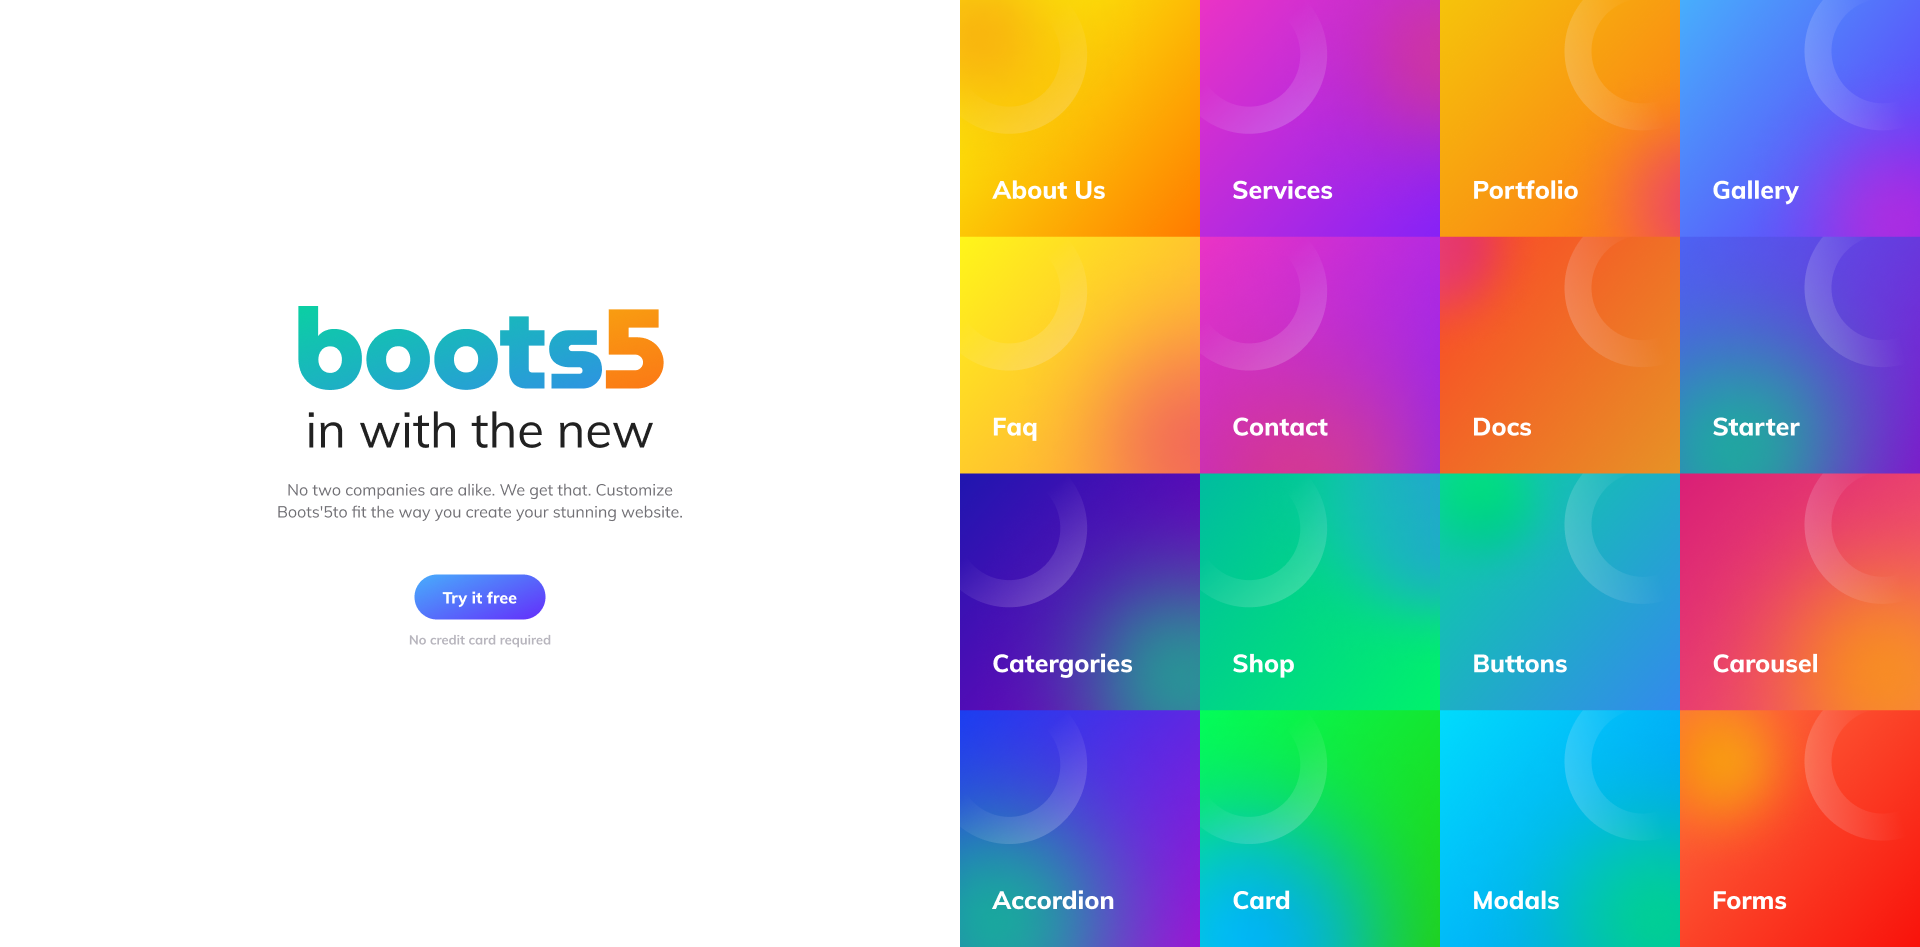 boots5
in with the new
No two companies are alike. We get that. Customize
Boots'5to fit the way you create your stunning website.
Try it free
No credit card required
About Us
Services
Portfolio
Gallery
Faq
Contact
Docs
Starter
Catergories
Shop
Buttons
Carousel
Accordion
Card
Modals
Forms